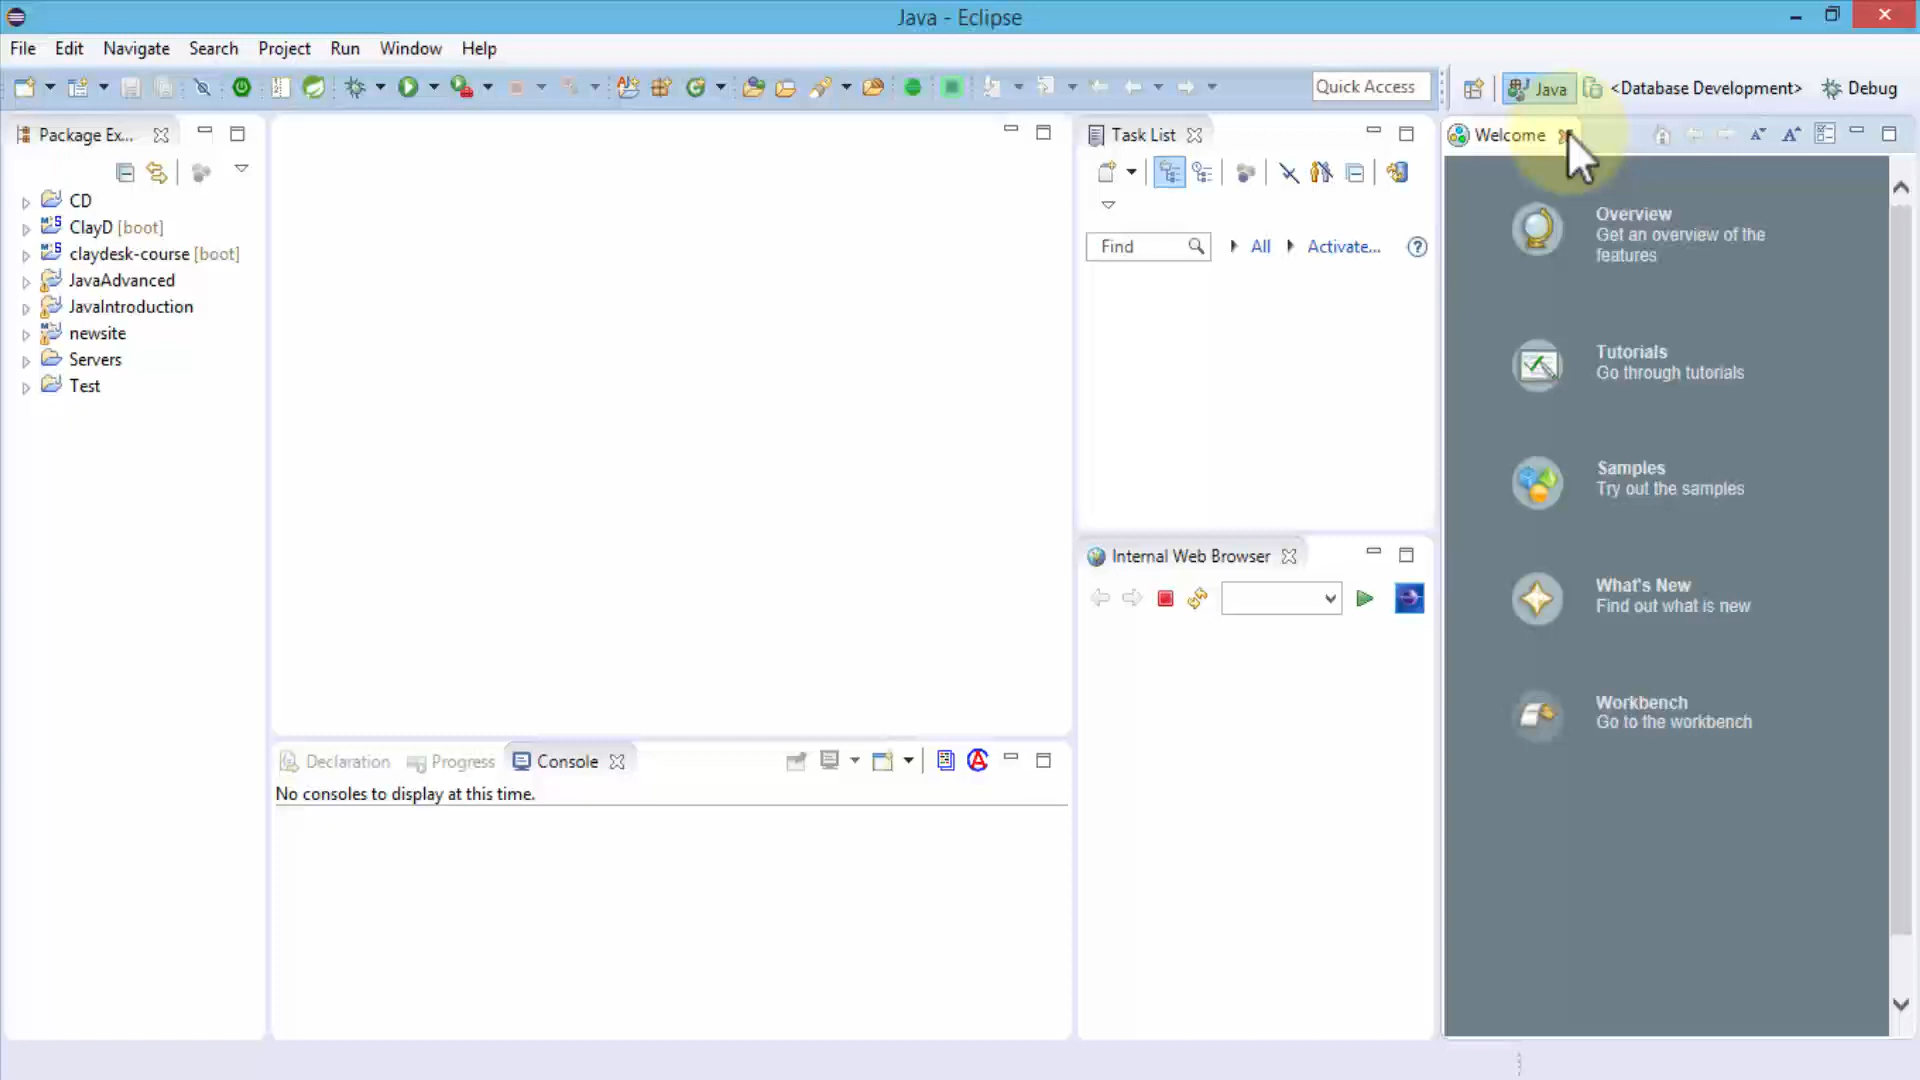 Java - Eclipse
File Edit Navigate Search Project Run Window Help
Quick Access
Java <Database Development> Debug
Package Ex...
CD
ClayD [boot]
claydesk-course [boot]
JavaAdvanced
JavaIntroduction
newsite
Servers
Test
Declaration Progress Console
No consoles to display at this time.
Task List
Find All Activate...
Internal Web Browser
Welcome
Overview
Get an overview of the
features
Tutorials
Go through tutorials
Samples
Try out the samples
What's New
Find out what is new
Workbench
Go to the workbench